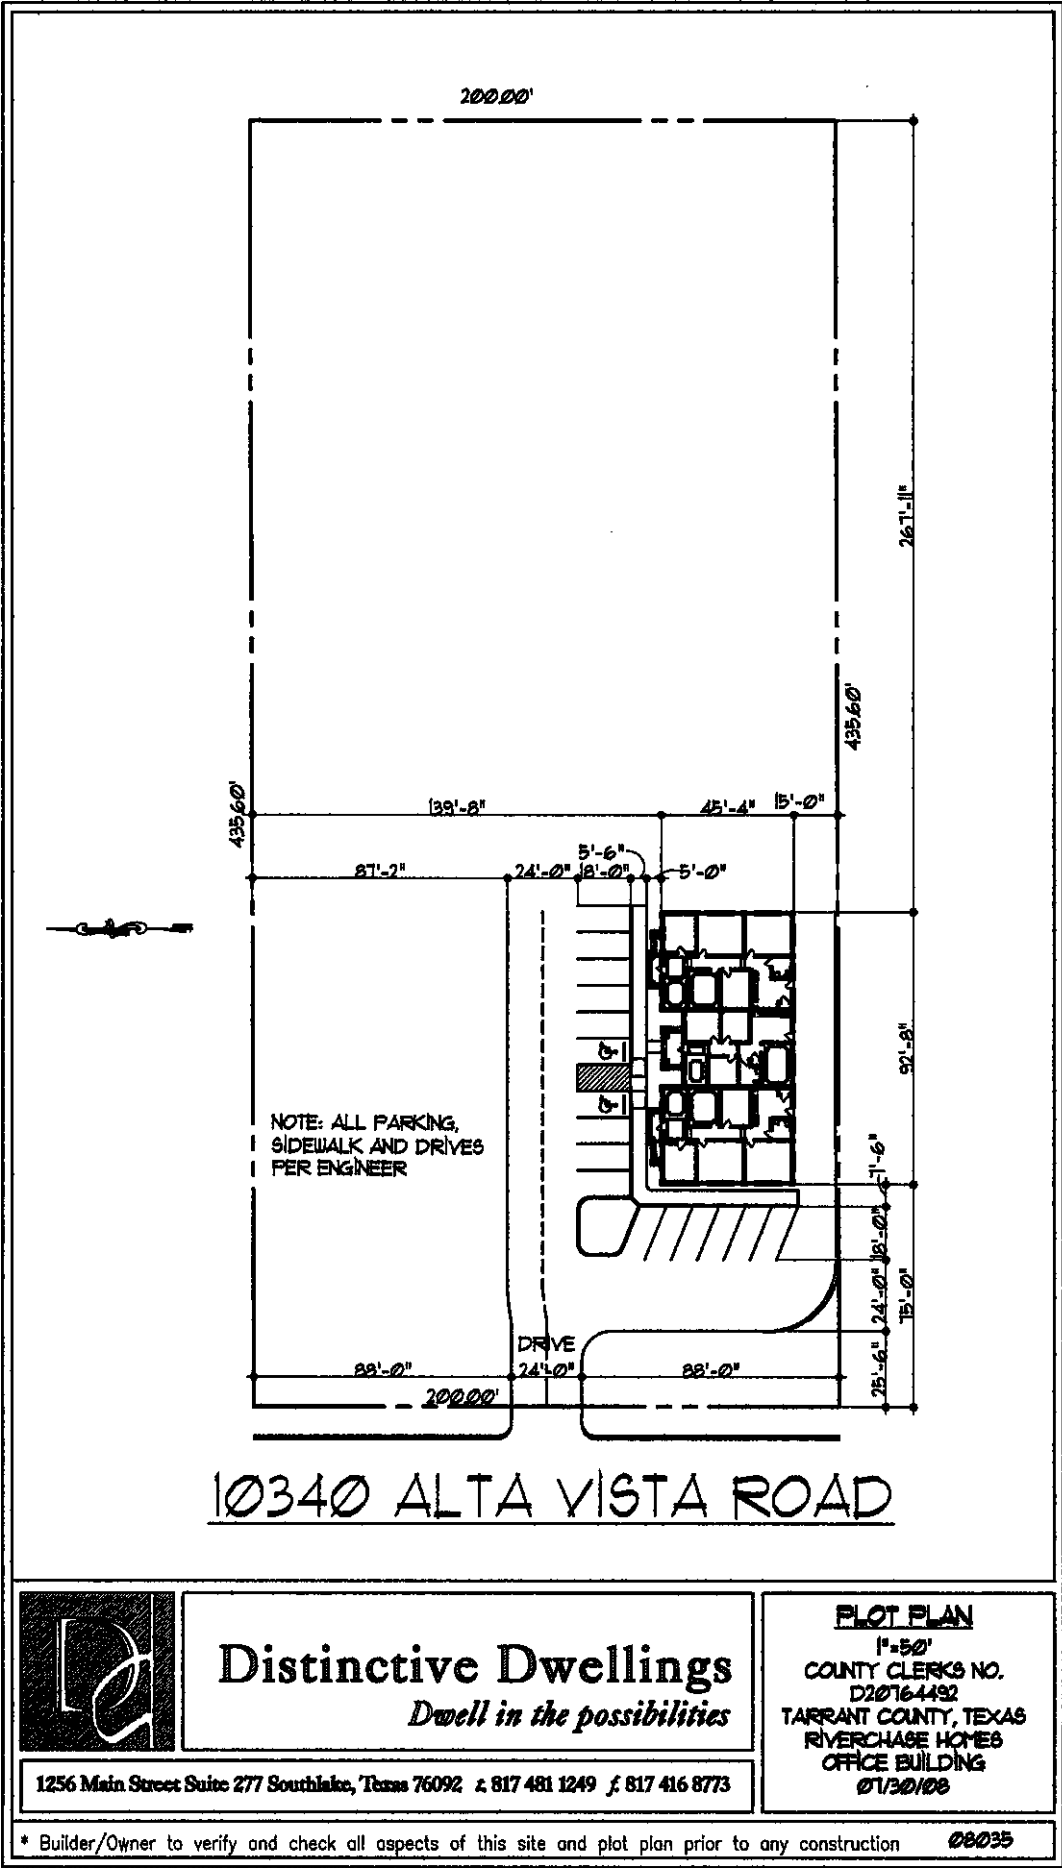 200.00'
267'-11"
435.60'
435.60'
139'-8"
45'-4"
15'-0"
5'-6"
87'-2"
24'-0"
18'-0"
5'-0"
92'-8"
NOTE: ALL PARKING,
SIDEWALK AND DRIVES
PER ENGINEER
7'-6"
18'-0"
24'-0"
75'-0"
25'-6"
DRIVE
88'-0"
24'-0"
88'-0"
200.00'
10340 ALTA VISTA ROAD
Distinctive Dwellings
Dwell in the possibilities
1256 Main Street Suite 277 Southlake, Texas 76092 t. 817 481 1249 f. 817 416 8773
PLOT PLAN
1"=50'
COUNTY CLERKS NO.
D20764492
TARRANT COUNTY, TEXAS
RIVERCHASE HOMES
OFFICE BUILDING
07/30/08
* Builder/Owner to verify and check all aspects of this site and plot plan prior to any construction
08035